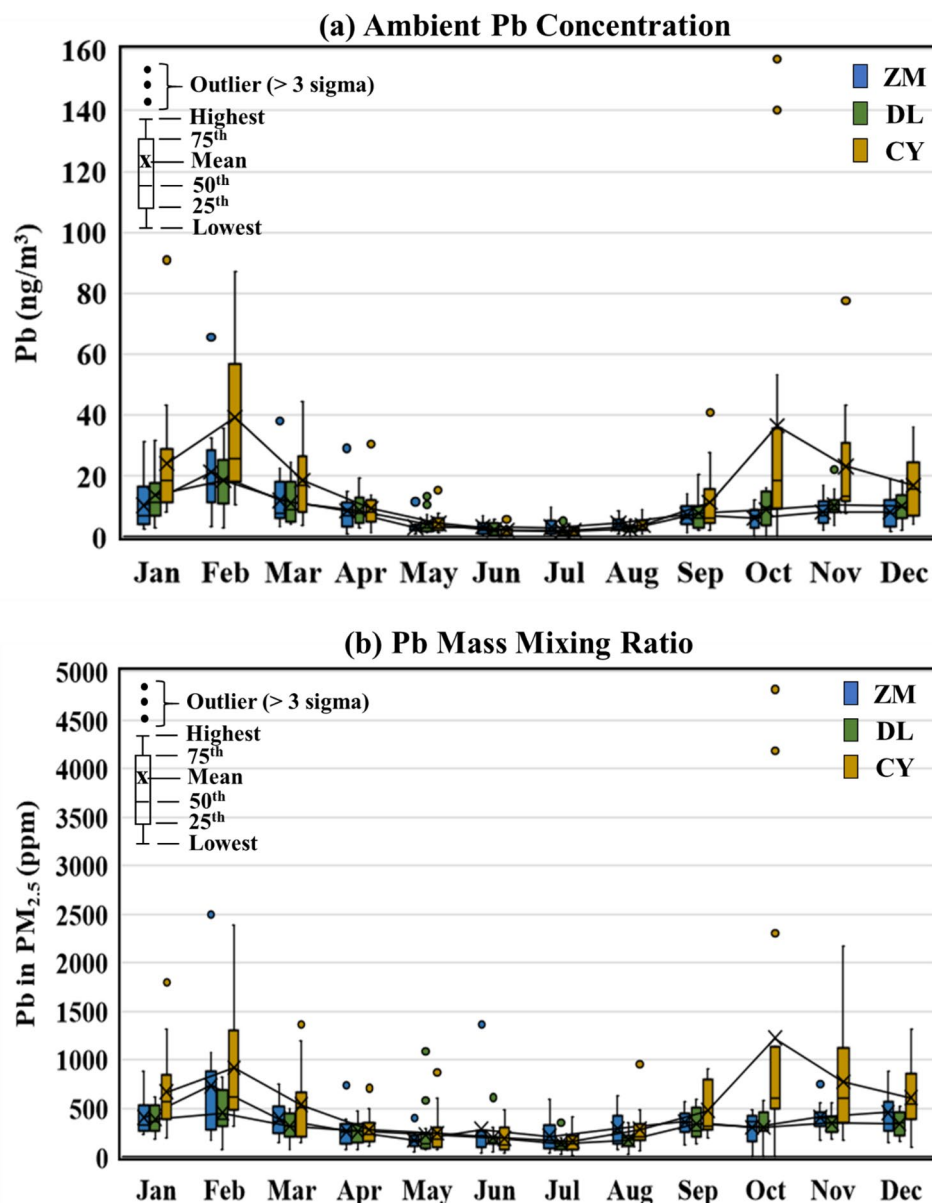 (a) Ambient Pb Concentration
160
140
120
100
80
60
40
20
0
Pb (ng/m³)
Outlier (> 3 sigma)
Highest
75th
x Mean
50th
25th
Lowest
ZM
DL
CY
Jan Feb Mar Apr May Jun Jul Aug Sep Oct Nov Dec
(b) Pb Mass Mixing Ratio
5000
4500
4000
3500
3000
2500
2000
1500
1000
500
0
Pb in PM2.5 (ppm)
Outlier (> 3 sigma)
Highest
75th
x Mean
50th
25th
Lowest
ZM
DL
CY
Jan Feb Mar Apr May Jun Jul Aug Sep Oct Nov Dec